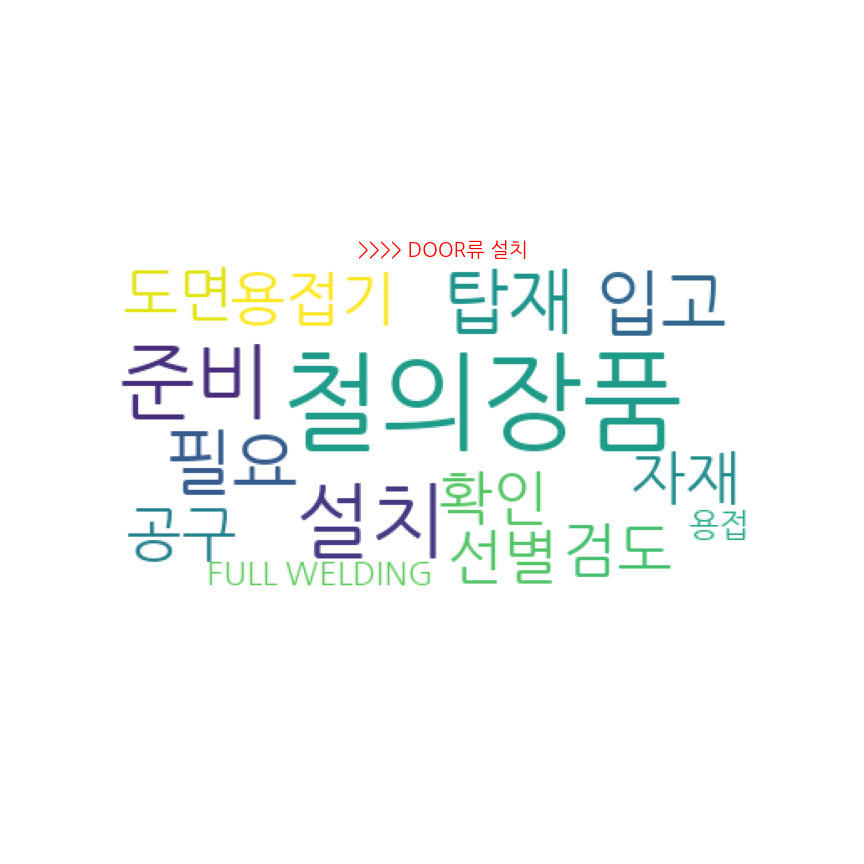 >>>> DOOR류 설치
도면 용접기 탑재 입고
준비 철의장품
필요 자재
설치 확인
공구 선별 검도 용접
FULL WELDING